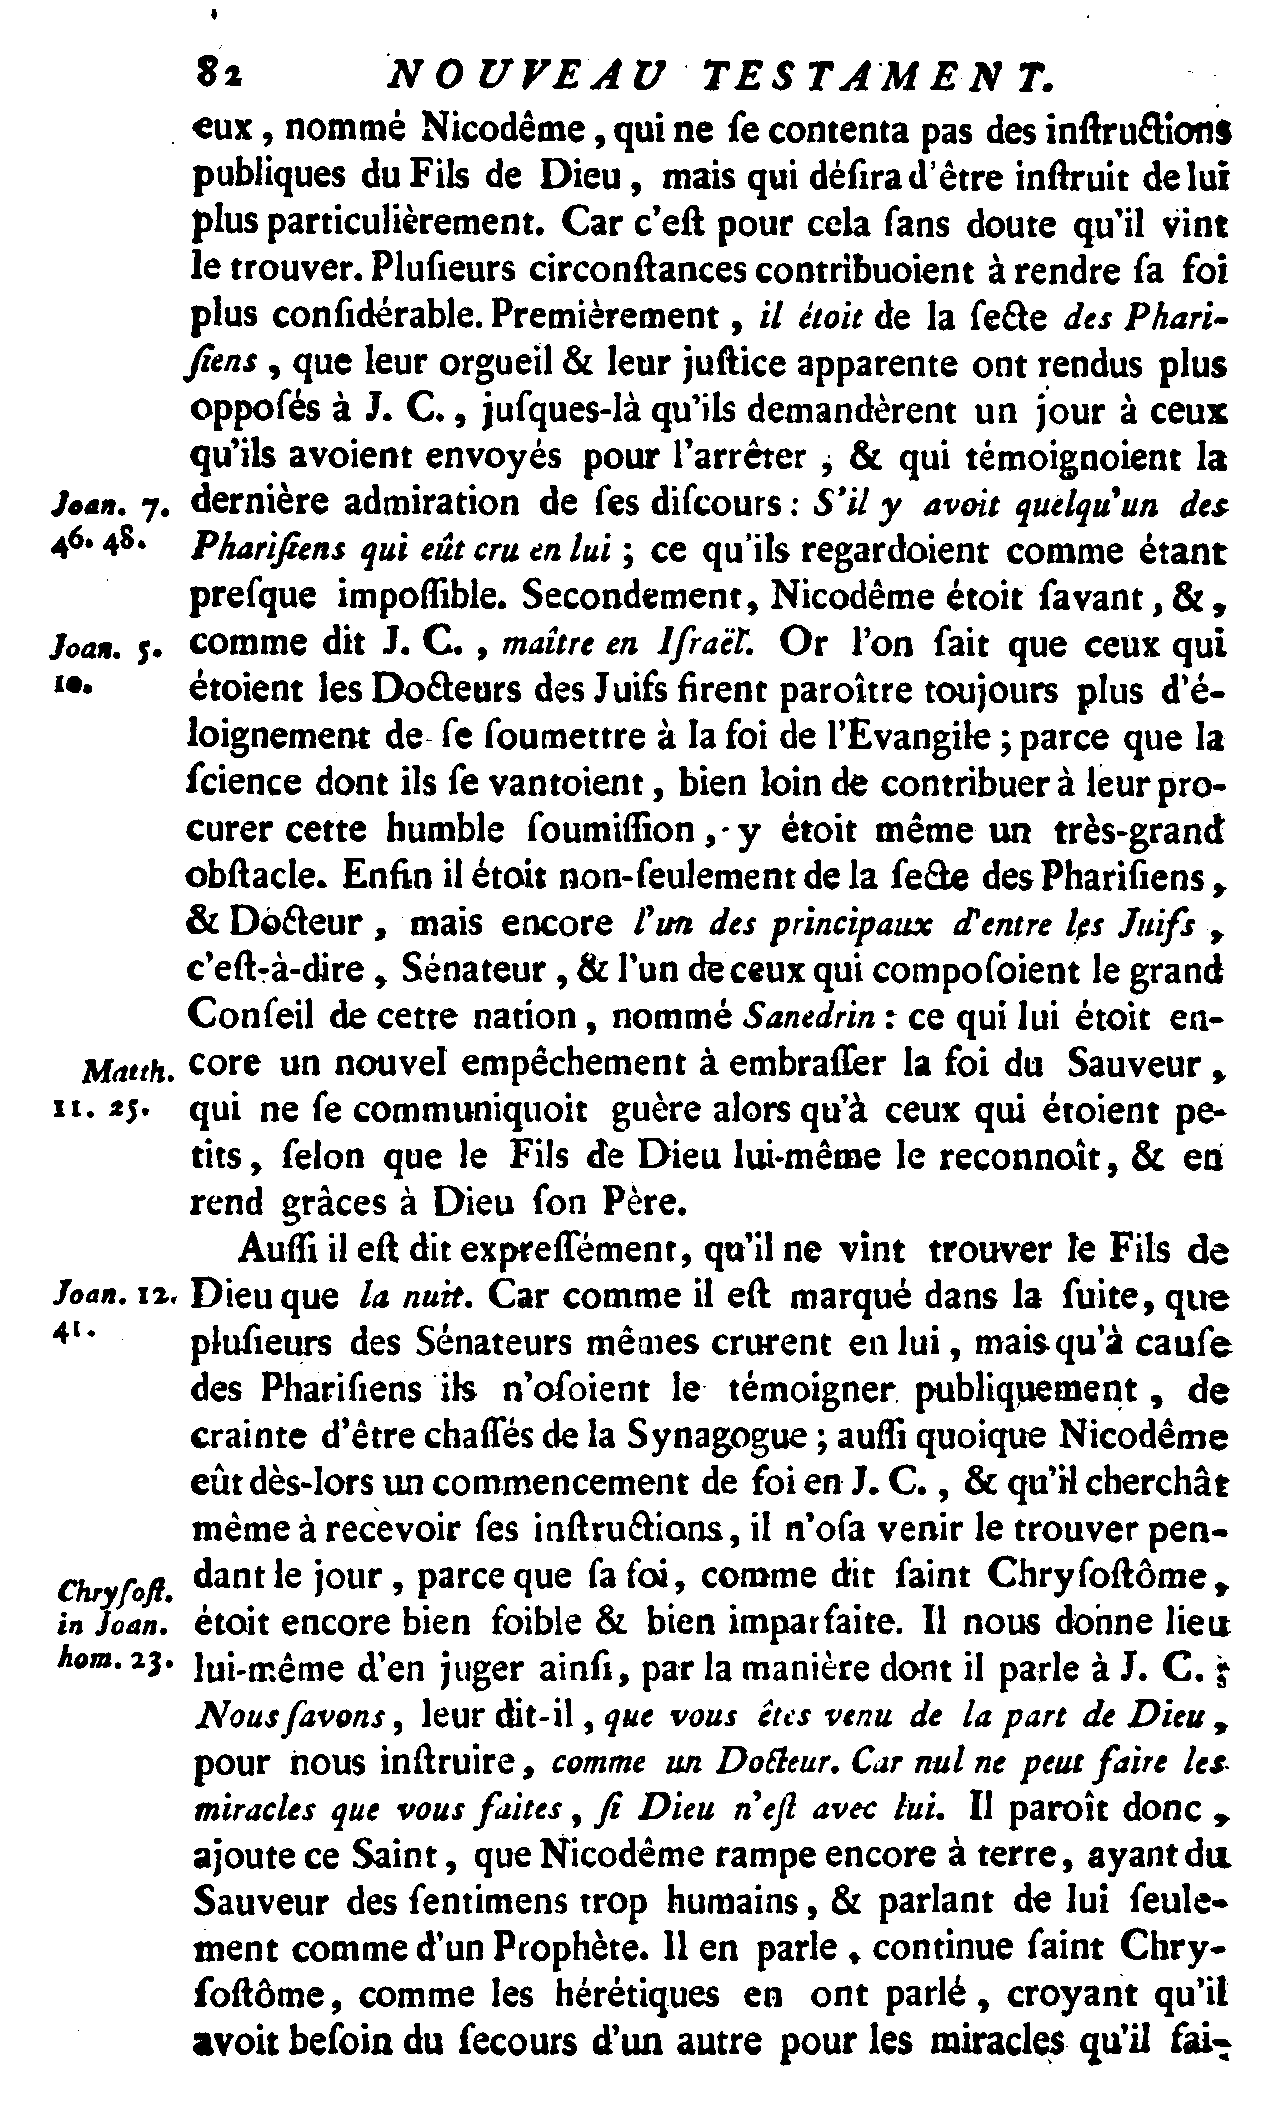 82 NOUVEAU TESTAMENT.
eux, nommé Nicodême, qui ne ſe contenta pas des inſtructions
publiques du Fils de Dieu, mais qui déſira d'être inſtruit de lui
plus particulièrement. Car c'eſt pour cela ſans doute qu'il vint
le trouver. Pluſieurs circonſtances contribuoient à rendre ſa foi
plus conſidérable. Premièrement, il étoit de la ſecte des Phari-
ſiens, que leur orgueil & leur juſtice apparente ont rendus plus
oppoſés à J. C., juſques-là qu'ils demandèrent un jour à ceux
qu'ils avoient envoyés pour l'arrêter, & qui témoignoient la
Joan. 7. dernière admiration de ſes diſcours : S'il y avoit quelqu'un des
46. 48. Phariſiens qui eût cru en lui ; ce qu'ils regardoient comme étant
preſque impoſſible. Secondement, Nicodême étoit ſavant, &,
Joan. 5. comme dit J. C., maître en Iſraël. Or l'on ſait que ceux qui
10. étoient les Docteurs des Juifs firent paroître toujours plus d'é-
loignement de ſe ſoumettre à la foi de l'Evangile ; parce que la
ſcience dont ils ſe vantoient, bien loin de contribuer à leur pro-
curer cette humble ſoumiſſion, y étoit même un très-grand
obſtacle. Enfin il étoit non-ſeulement de la ſecte des Phariſiens,
& Docteur, mais encore l'un des principaux d'entre les Juifs,
c'eſt-à-dire, Sénateur, & l'un de ceux qui compoſoient le grand
Conſeil de cette nation, nommé Sanedrin : ce qui lui étoit en-
Matth. core un nouvel empêchement à embraſſer la foi du Sauveur,
11. 25. qui ne ſe communiquoit guère alors qu'à ceux qui étoient pe-
tits, ſelon que le Fils de Dieu lui-même le reconnoît, & en
rend grâces à Dieu ſon Père.
Auſſi il eſt dit expreſſément, qu'il ne vint trouver le Fils de
Joan. 12. Dieu que la nuit. Car comme il eſt marqué dans la ſuite, que
41. pluſieurs des Sénateurs mêmes crurent en lui, mais qu'à cauſe
des Phariſiens ils n'oſoient le témoigner publiquement, de
crainte d'être chaſſés de la Synagogue ; auſſi quoique Nicodême
eût dès-lors un commencement de foi en J. C., & qu'il cherchât
même à recevoir ſes inſtructions, il n'oſa venir le trouver pen-
Chryſoſt. dant le jour, parce que ſa foi, comme dit ſaint Chryſoſtôme,
in Joan. étoit encore bien foible & bien imparfaite. Il nous donne lieu
hom. 23. lui-même d'en juger ainſi, par la manière dont il parle à J. C. ;
Nous ſavons, leur dit-il, que vous êtes venu de la part de Dieu,
pour nous inſtruire, comme un Docteur. Car nul ne peut faire les
miracles que vous faites, ſi Dieu n'eſt avec lui. Il paroît donc,
ajoute ce Saint, que Nicodême rampe encore à terre, ayant du
Sauveur des ſentimens trop humains, & parlant de lui ſeule-
ment comme d'un Prophète. Il en parle, continue ſaint Chry-
ſoſtôme, comme les hérétiques en ont parlé, croyant qu'il
avoit beſoin du ſecours d'un autre pour les miracles qu'il fai-